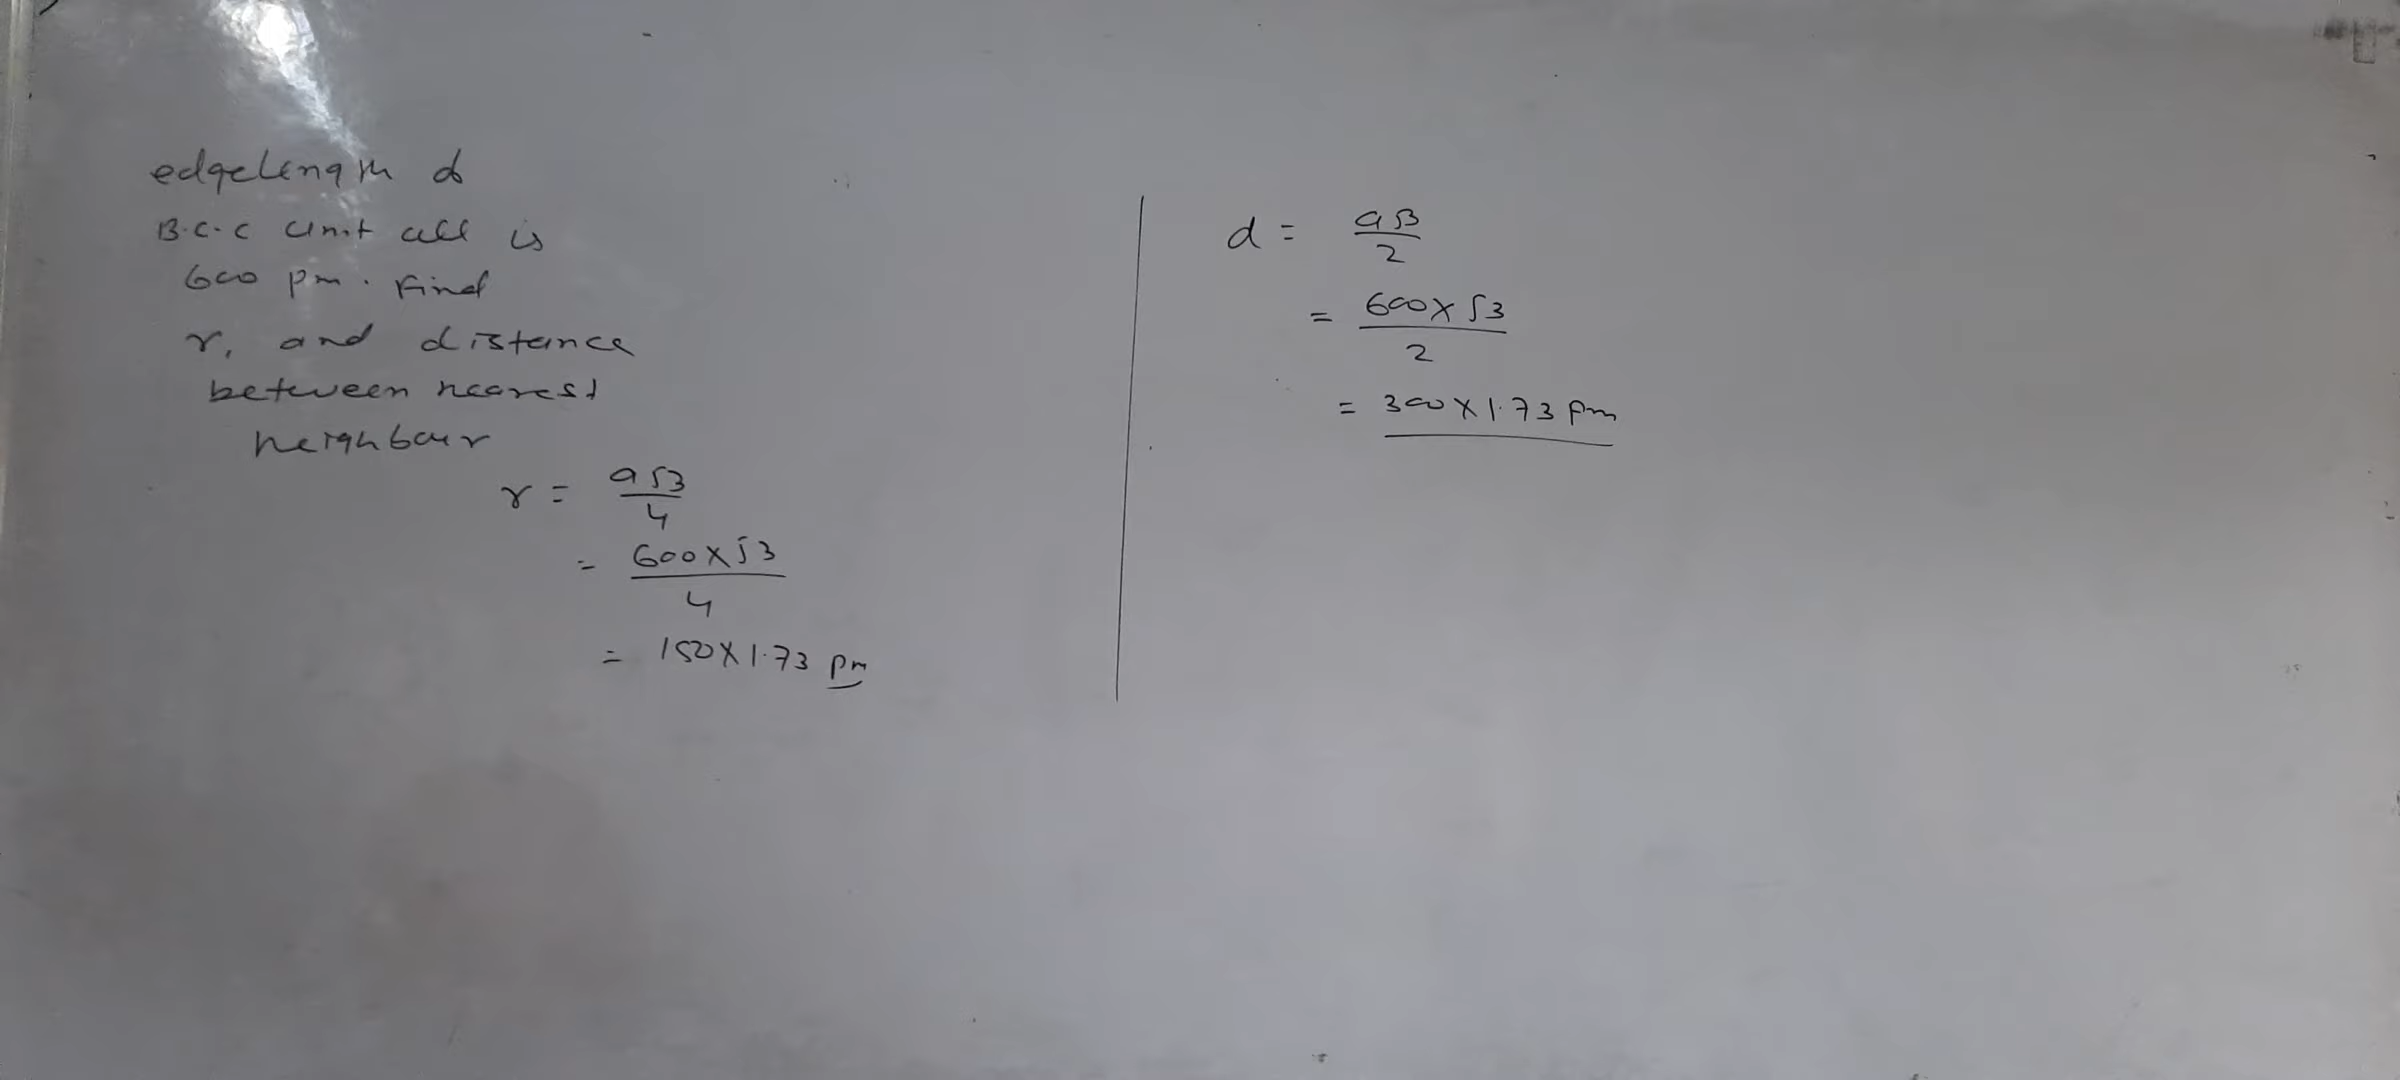 edgelength of
B.C.C unit cell is
600 pm. Find
r, and distance
between nearest
neighbour
r = a√3/4
= 600×√3/4
= 150×1.73 pm
d = a√3/2
= 600×√3/2
= 300×1.73 pm